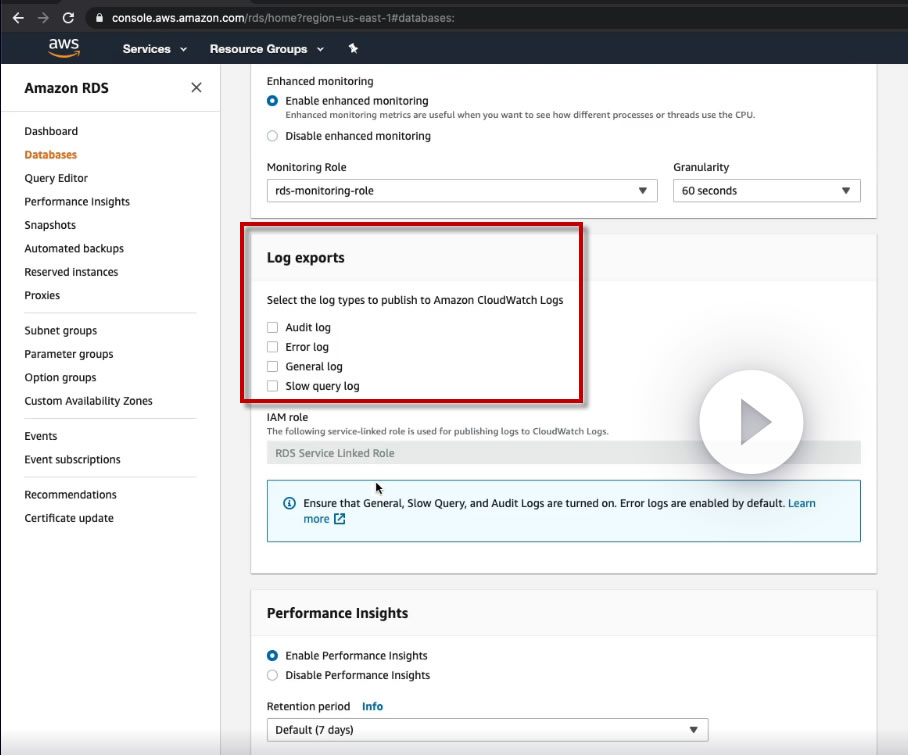 console.aws.amazon.com/rds/home?region=us-east-1#databases:
aws Services Resource Groups
Amazon RDS
Dashboard
Databases
Query Editor
Performance Insights
Snapshots
Automated backups
Reserved instances
Proxies
Subnet groups
Parameter groups
Option groups
Custom Availability Zones
Events
Event subscriptions
Recommendations
Certificate update
Enhanced monitoring
Enable enhanced monitoring
Enhanced monitoring metrics are useful when you want to see how different processes or threads use the CPU.
Disable enhanced monitoring
Monitoring Role
rds-monitoring-role
Granularity
60 seconds
Log exports
Select the log types to publish to Amazon CloudWatch Logs
Audit log
Error log
General log
Slow query log
IAM role
The following service-linked role is used for publishing logs to CloudWatch Logs.
RDS Service Linked Role
Ensure that General, Slow Query, and Audit Logs are turned on. Error logs are enabled by default. Learn
more
Performance Insights
Enable Performance Insights
Disable Performance Insights
Retention period Info
Default (7 days)